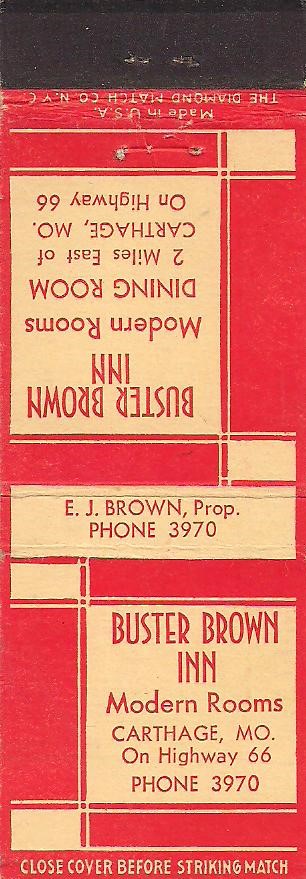 THE DIAMOND MATCH CO. N.Y.C.
Made in U.S.A.
BUSTER BROWN
INN
Modern Rooms
DINING ROOM
2 Miles East of
CARTHAGE, MO.
On Highway 66
E. J. BROWN, Prop.
PHONE 3970
BUSTER BROWN
INN
Modern Rooms
CARTHAGE, MO.
On Highway 66
PHONE 3970
CLOSE COVER BEFORE STRIKING MATCH